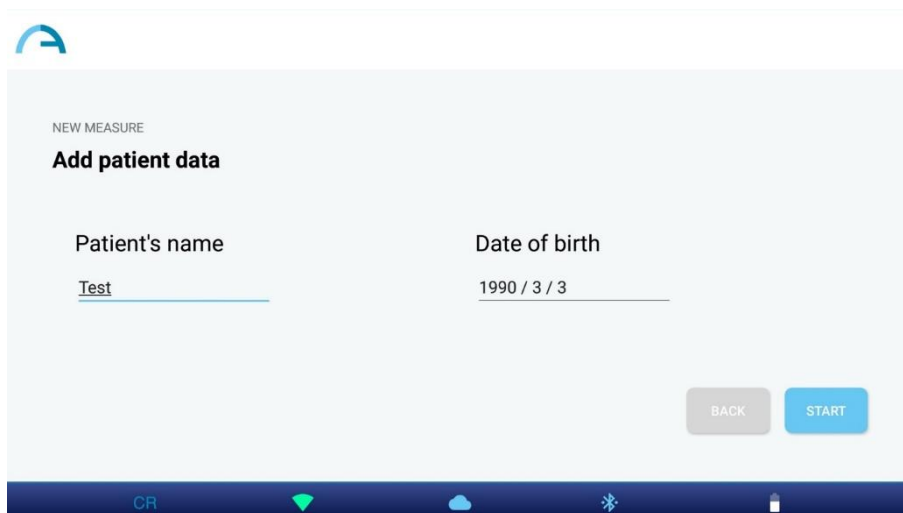 NEW MEASURE
Add patient data
Patient's name
Date of birth
Test
1990 / 3 / 3
BACK
START
CR